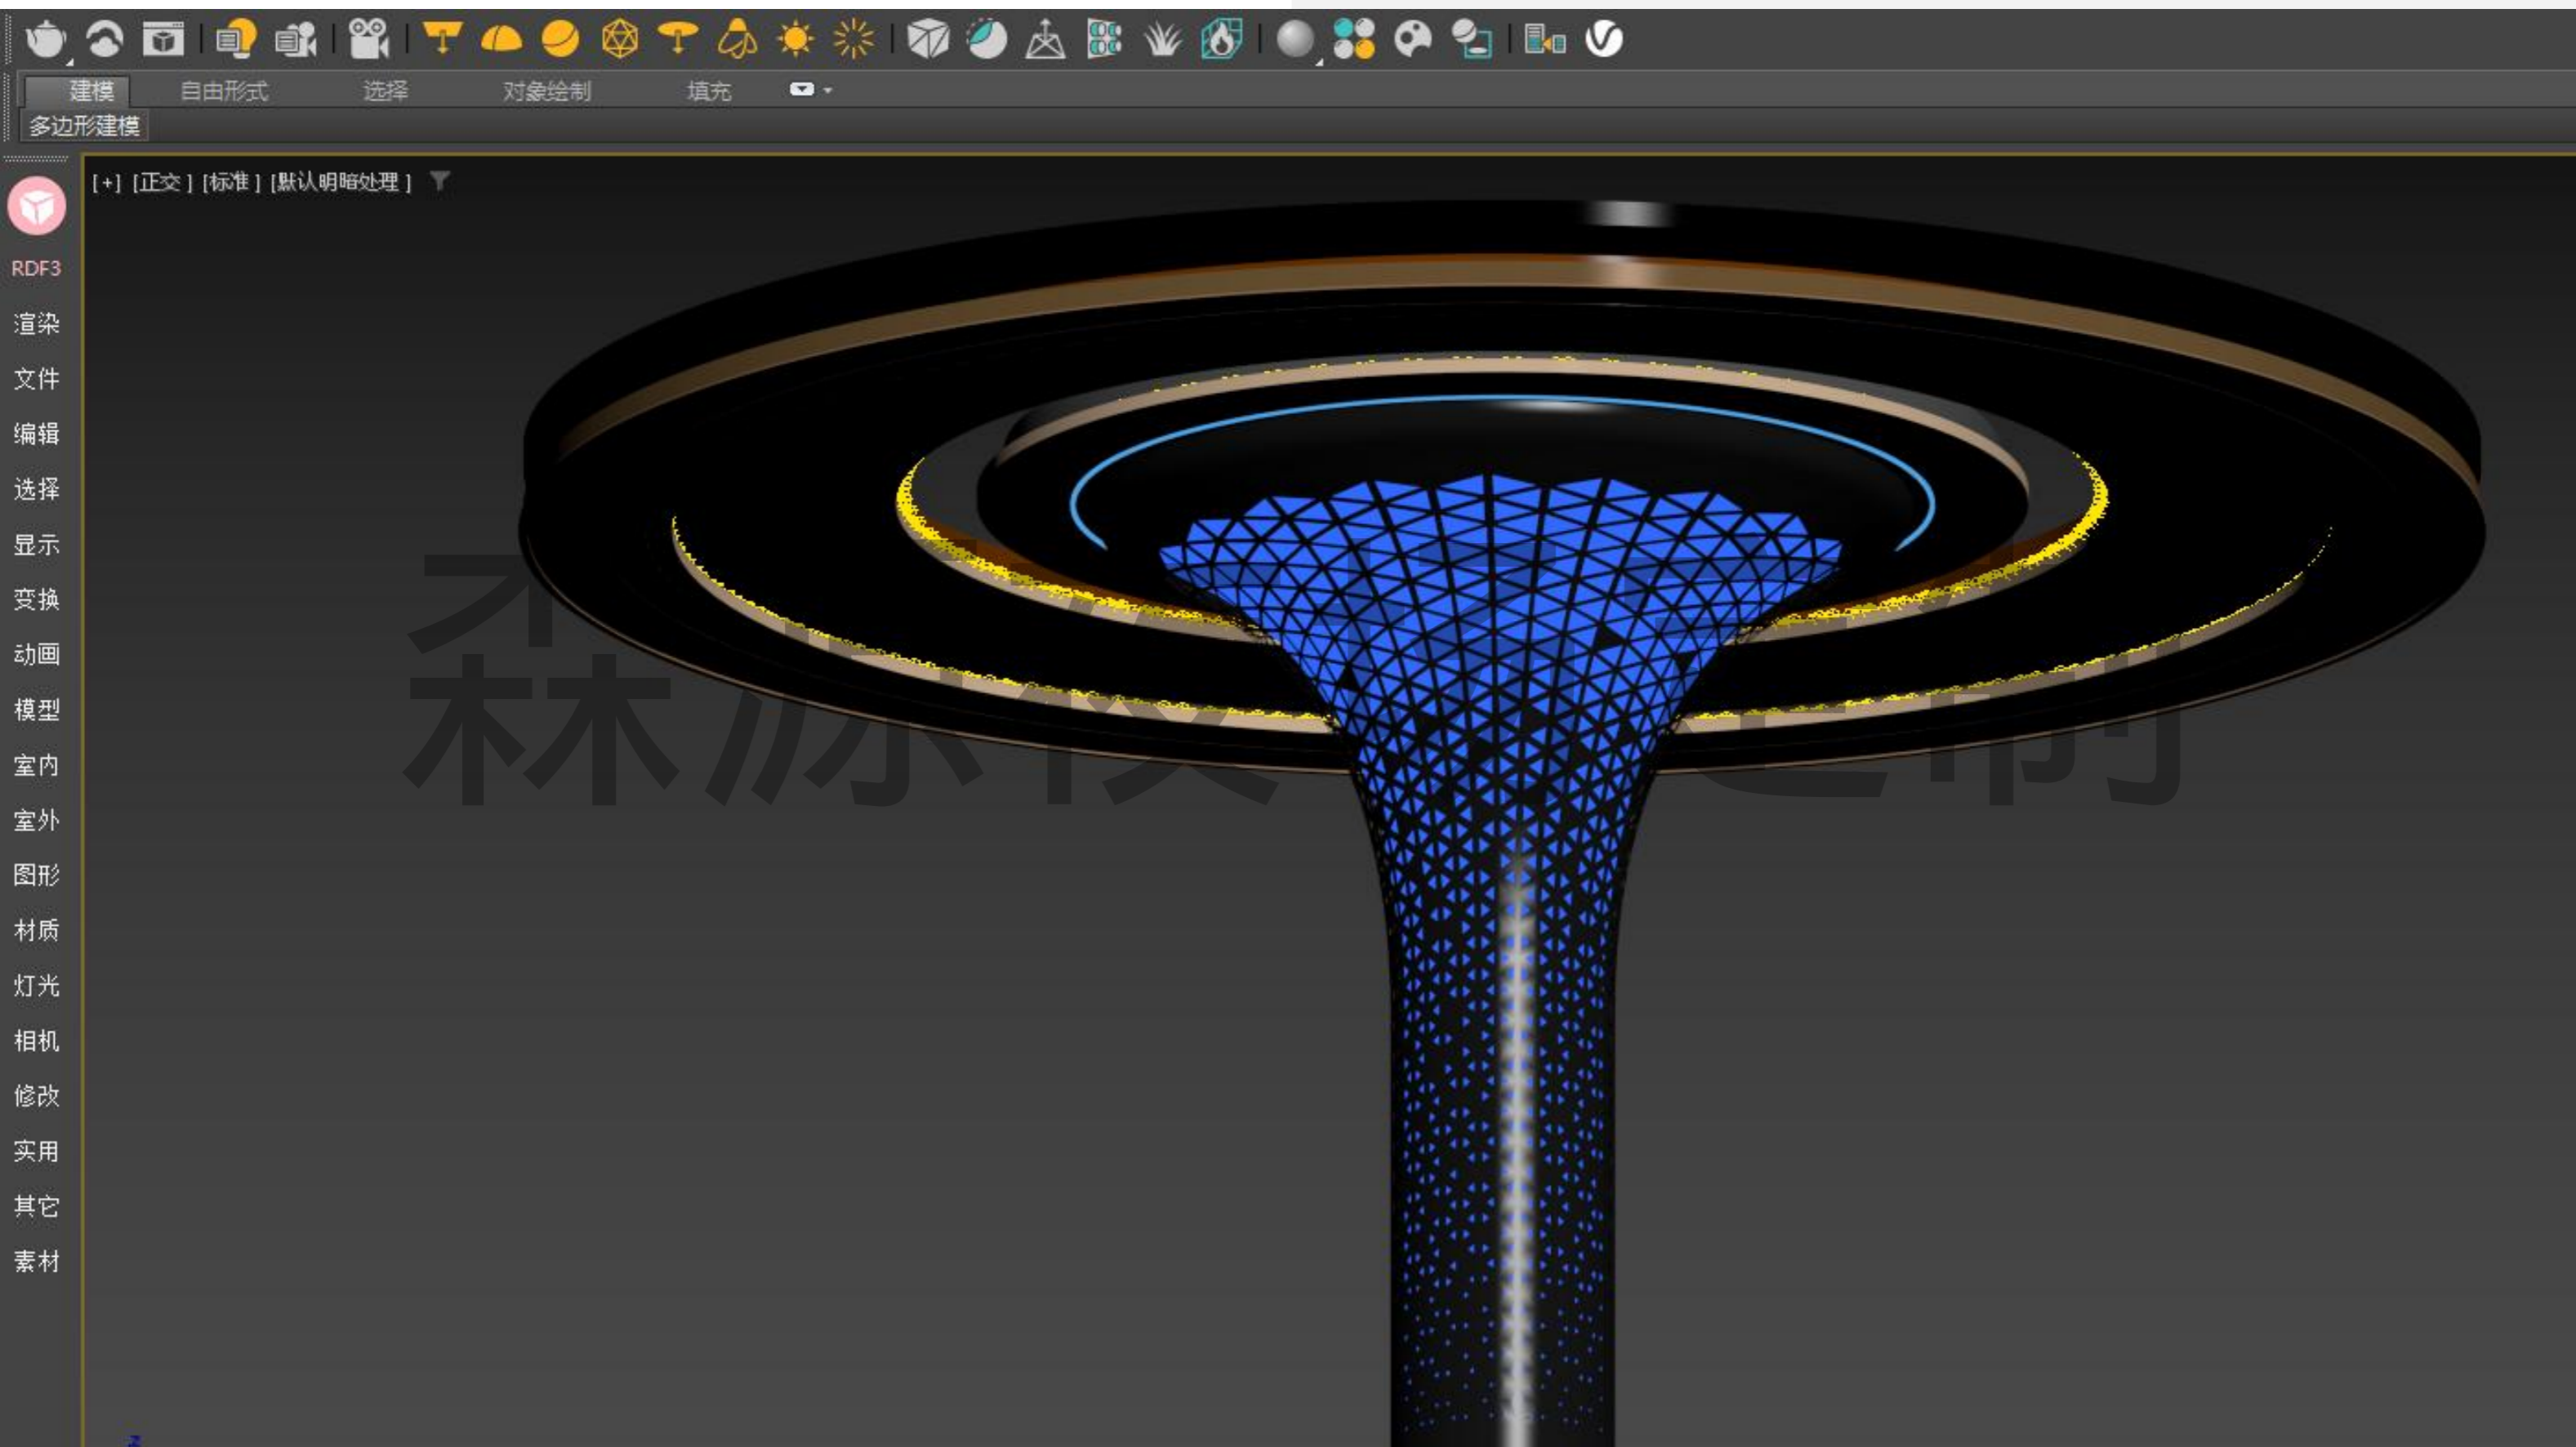 建模 自由形式 选择 对象绘制 填充
多边形建模
[+] [正交] [标准] [默认明暗处理]
RDF3
渲染
文件
编辑
选择
显示
变换
动画
模型
室内
室外
图形
材质
灯光
相机
修改
实用
其它
素材